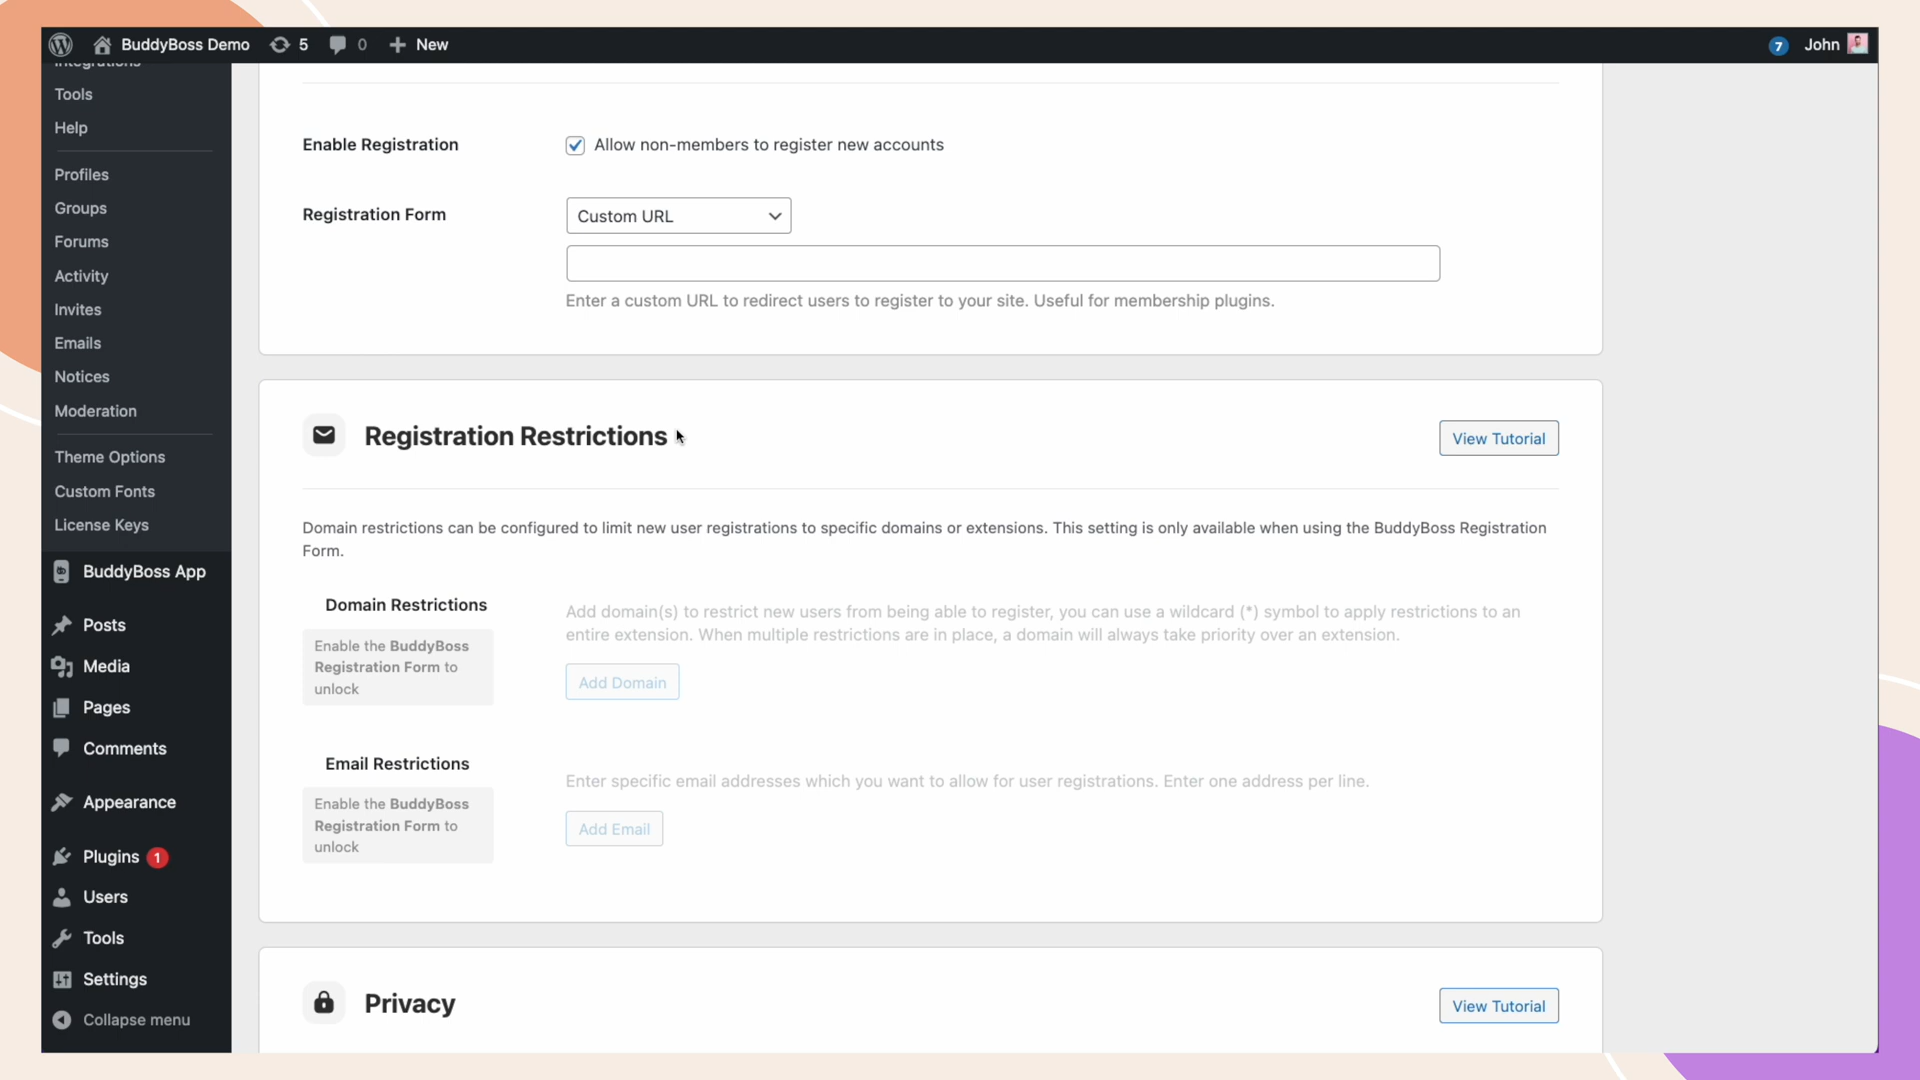 BuddyBoss Demo 5 0 New 7 John
Integrations
Tools
Help
Profiles
Groups
Forums
Activity
Invites
Emails
Notices
Moderation
Theme Options
Custom Fonts
License Keys
BuddyBoss App
Posts
Media
Pages
Comments
Appearance
Plugins 1
Users
Tools
Settings
Collapse menu
Enable Registration
Allow non-members to register new accounts
Registration Form
Custom URL
Enter a custom URL to redirect users to register to your site. Useful for membership plugins.
Registration Restrictions
View Tutorial
Domain restrictions can be configured to limit new user registrations to specific domains or extensions. This setting is only available when using the BuddyBoss Registration
Form.
Domain Restrictions
Enable the BuddyBoss
Registration Form to
unlock
Add domain(s) to restrict new users from being able to register, you can use a wildcard (*) symbol to apply restrictions to an
entire extension. When multiple restrictions are in place, a domain will always take priority over an extension.
Add Domain
Email Restrictions
Enable the BuddyBoss
Registration Form to
unlock
Enter specific email addresses which you want to allow for user registrations. Enter one address per line.
Add Email
Privacy
View Tutorial